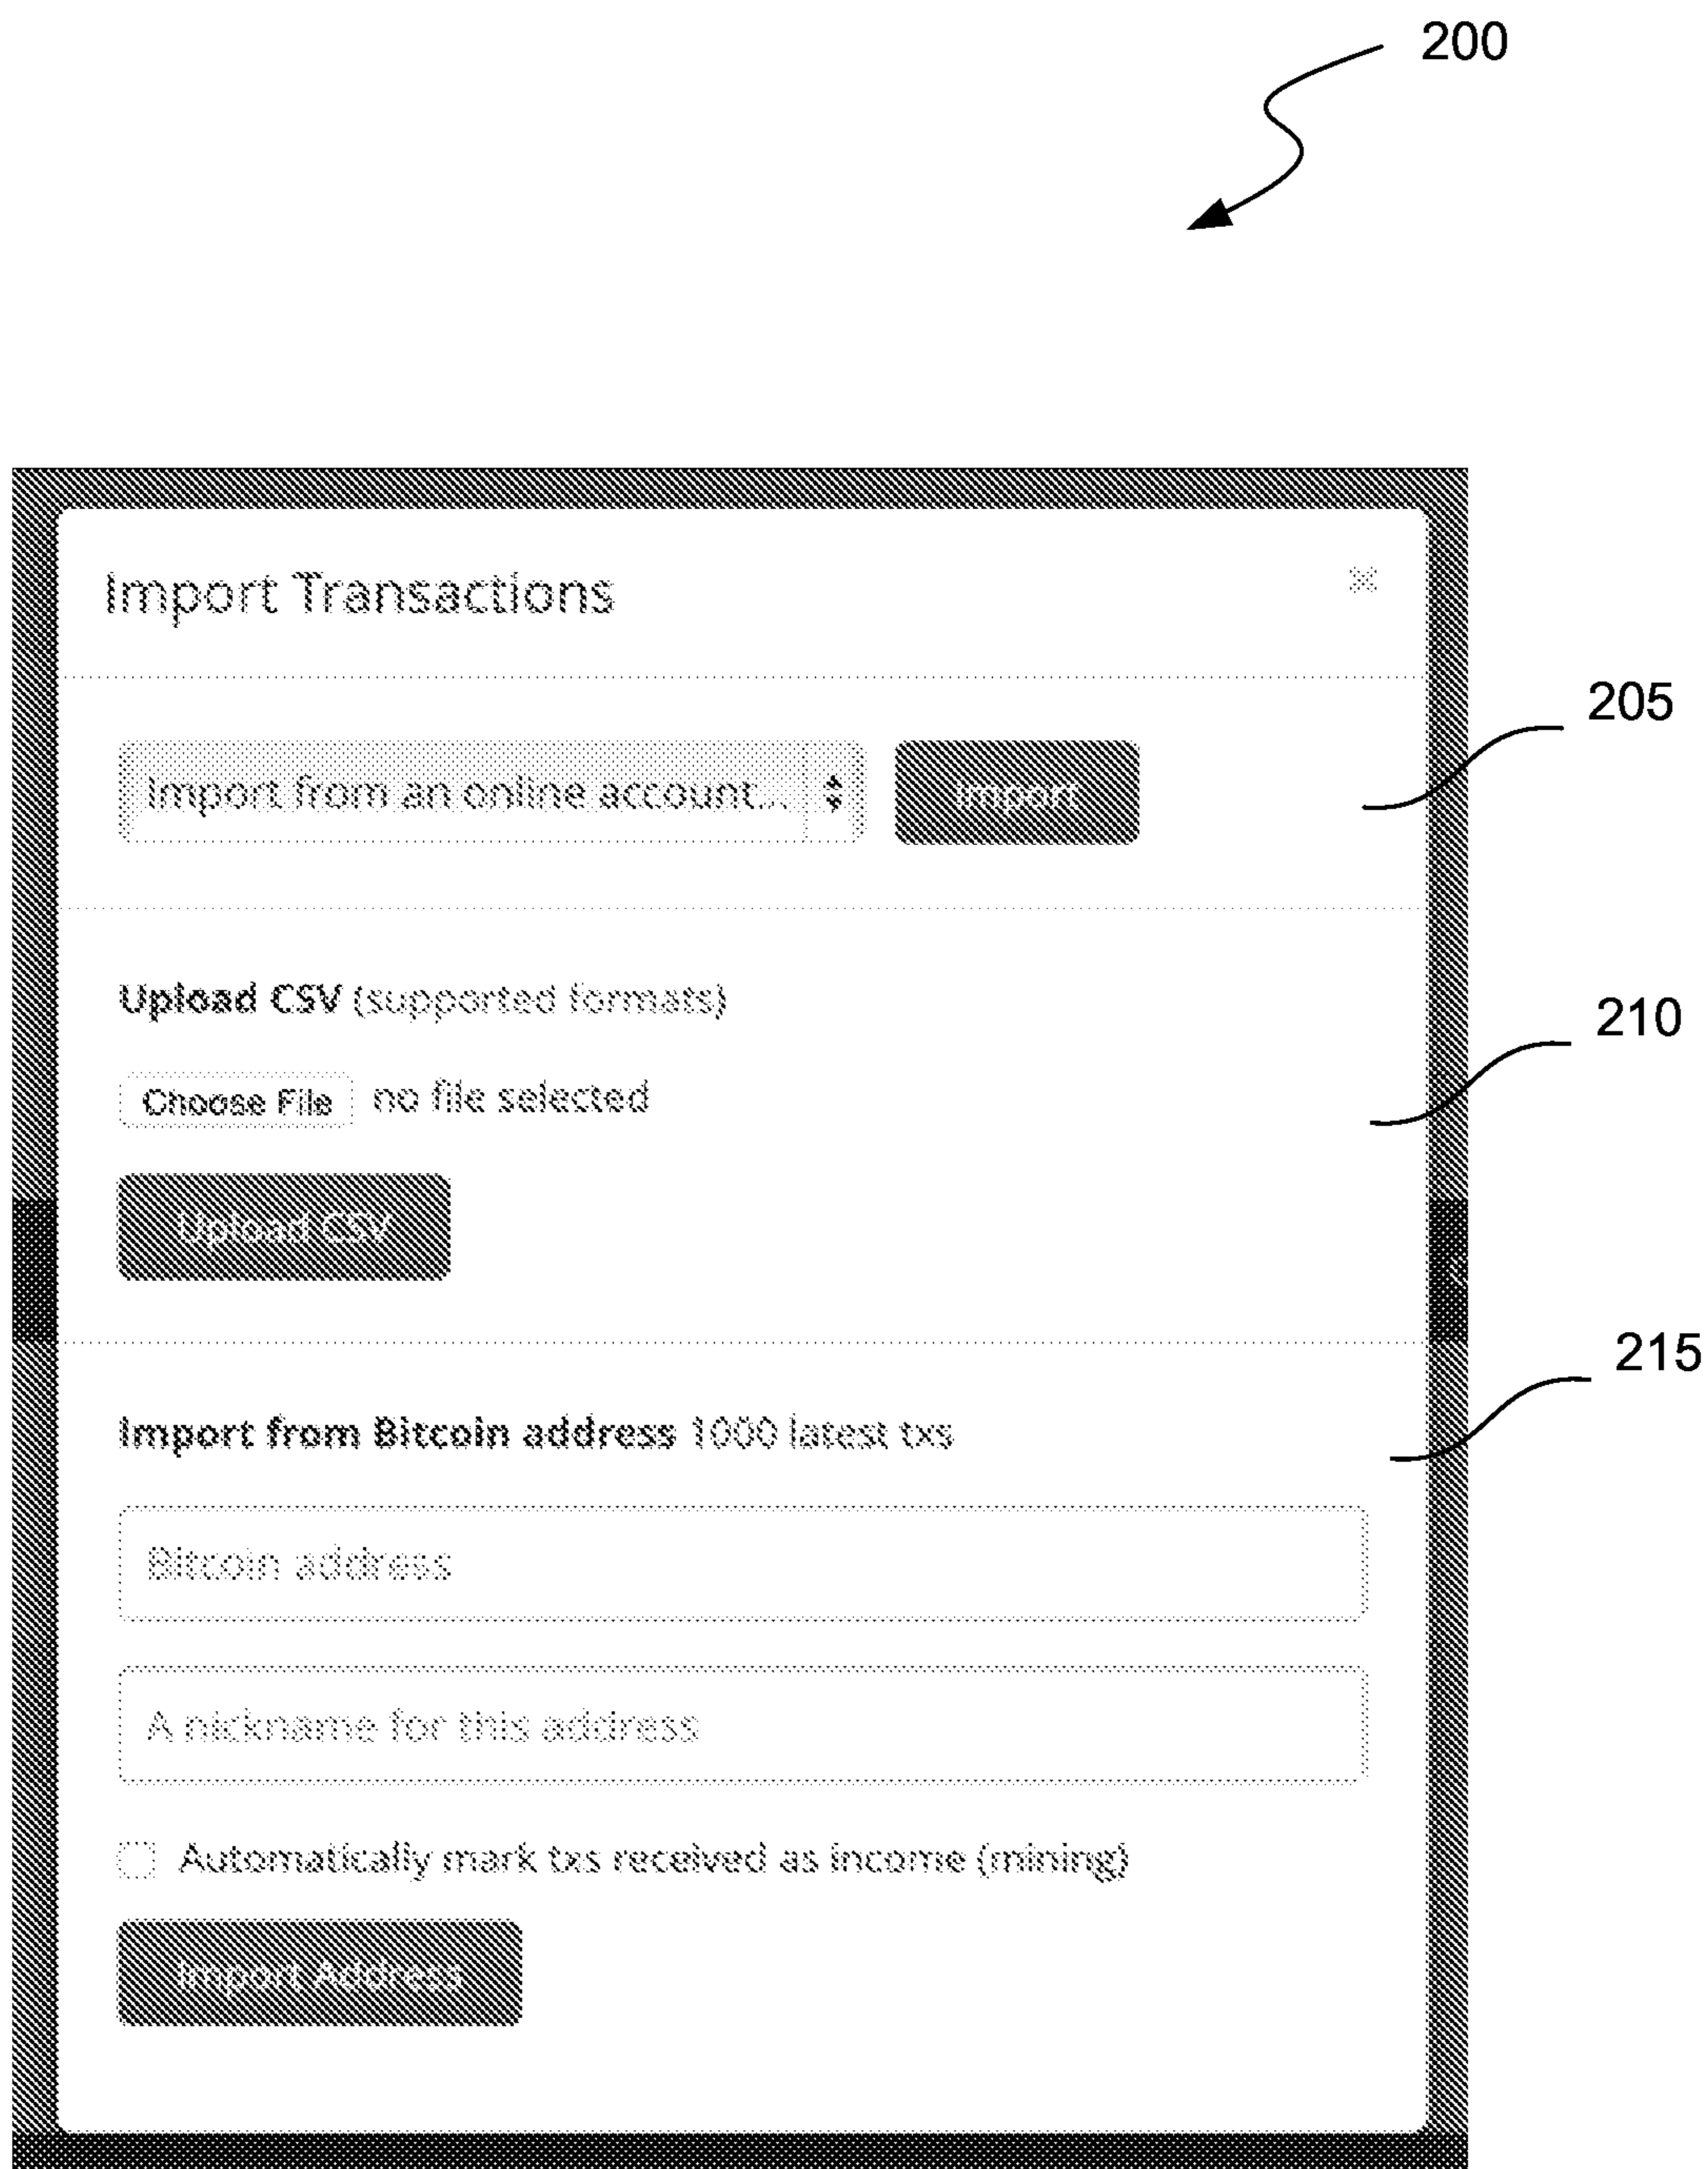 200
Import Transactions
205
Import from an online account... Import
Upload CSV (supported formats)
210
Choose File no file selected
Upload CSV
215
Import from Bitcoin address 1000 latest txs
Bitcoin address
A nickname for this address
Automatically mark txs received as income (mining)
Import Address